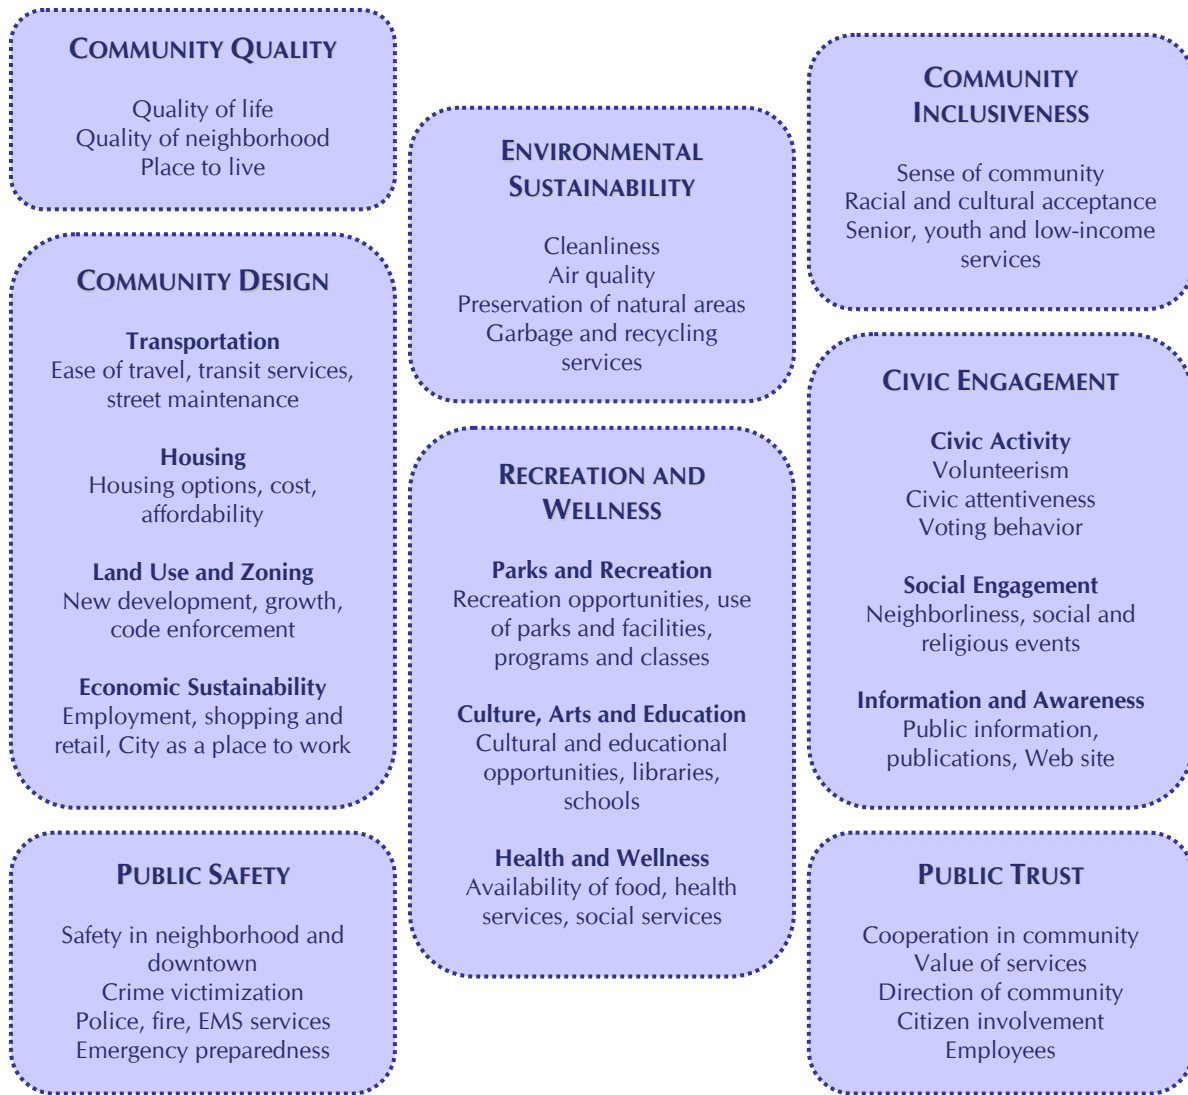 COMMUNITY QUALITY
Quality of life
Quality of neighborhood
Place to live
COMMUNITY DESIGN
Transportation
Ease of travel, transit services,
street maintenance
Housing
Housing options, cost,
affordability
Land Use and Zoning
New development, growth,
code enforcement
Economic Sustainability
Employment, shopping and
retail, City as a place to work
PUBLIC SAFETY
Safety in neighborhood and
downtown
Crime victimization
Police, fire, EMS services
Emergency preparedness
ENVIRONMENTAL
SUSTAINABILITY
Cleanliness
Air quality
Preservation of natural areas
Garbage and recycling
services
RECREATION AND
WELLNESS
Parks and Recreation
Recreation opportunities, use
of parks and facilities,
programs and classes
Culture, Arts and Education
Cultural and educational
opportunities, libraries,
schools
Health and Wellness
Availability of food, health
services, social services
COMMUNITY
INCLUSIVENESS
Sense of community
Racial and cultural acceptance
Senior, youth and low-income
services
CIVIC ENGAGEMENT
Civic Activity
Volunteerism
Civic attentiveness
Voting behavior
Social Engagement
Neighborliness, social and
religious events
Information and Awareness
Public information,
publications, Web site
PUBLIC TRUST
Cooperation in community
Value of services
Direction of community
Citizen involvement
Employees